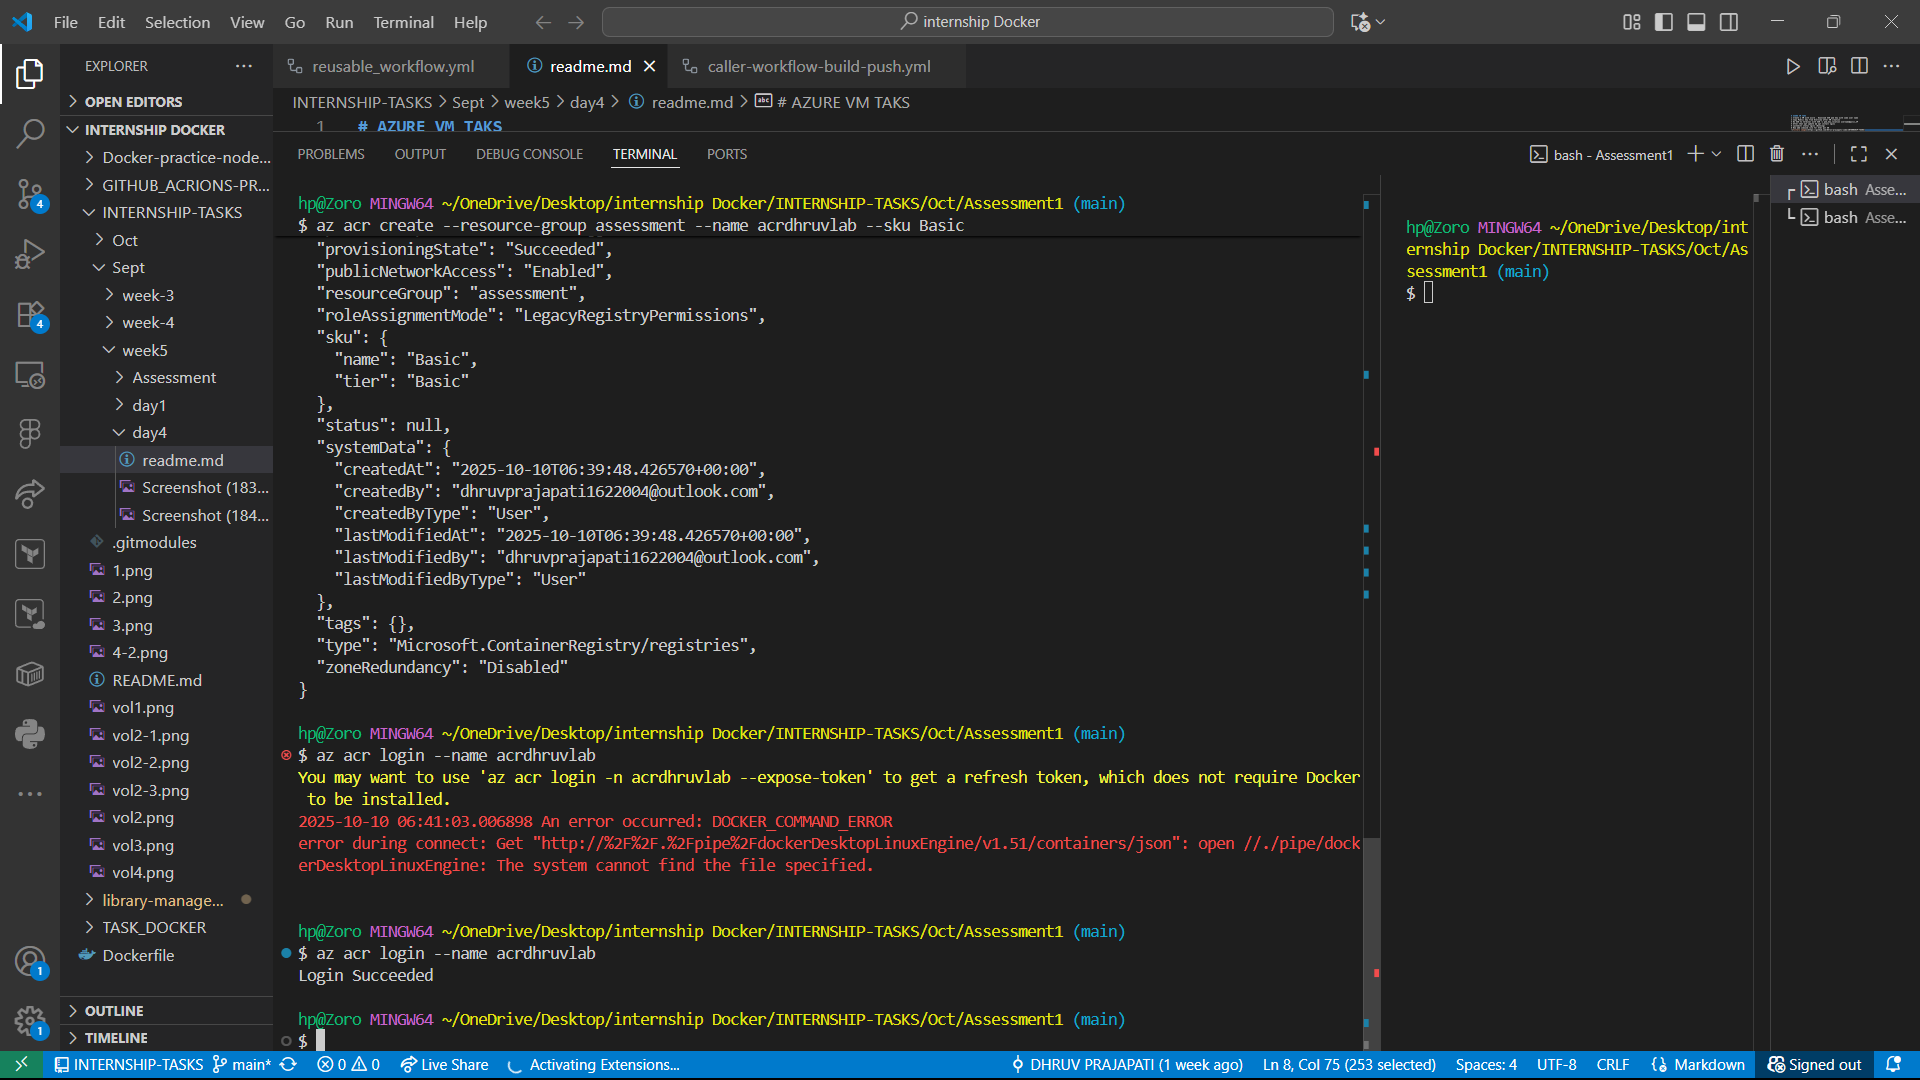 File Edit Selection View Go Run Terminal Help
internship Docker
EXPLORER
OPEN EDITORS
INTERNSHIP DOCKER
Docker-practice-node...
GITHUB_ACRIONS-PR...
INTERNSHIP-TASKS
Oct
Sept
week-3
week-4
week5
Assessment
day1
day4
readme.md
Screenshot (183...
Screenshot (184...
.gitmodules
1.png
2.png
3.png
4-2.png
README.md
vol1.png
vol2-1.png
vol2-2.png
vol2-3.png
vol2.png
vol3.png
vol4.png
library-manage...
TASK_DOCKER
Dockerfile
OUTLINE
TIMELINE
4
4
1
1
reusable_workflow.yml
readme.md
caller-workflow-build-push.yml
INTERNSHIP-TASKS > Sept > week5 > day4 > readme.md > # AZURE VM TAKS
1 # AZURE VM TAKS
PROBLEMS OUTPUT DEBUG CONSOLE TERMINAL PORTS
bash - Assessment1
hp@Zoro MINGW64 ~/OneDrive/Desktop/internship Docker/INTERNSHIP-TASKS/Oct/Assessment1 (main)
$ az acr create --resource-group assessment --name acrdhruvlab --sku Basic
"provisioningState": "Succeeded",
"publicNetworkAccess": "Enabled",
"resourceGroup": "assessment",
"roleAssignmentMode": "LegacyRegistryPermissions",
"sku": {
"name": "Basic",
"tier": "Basic"
},
"status": null,
"systemData": {
"createdAt": "2025-10-10T06:39:48.426570+00:00",
"createdBy": "dhruvprajapati1622004@outlook.com",
"createdByType": "User",
"lastModifiedAt": "2025-10-10T06:39:48.426570+00:00",
"lastModifiedBy": "dhruvprajapati1622004@outlook.com",
"lastModifiedByType": "User"
},
"tags": {},
"type": "Microsoft.ContainerRegistry/registries",
"zoneRedundancy": "Disabled"
}
hp@Zoro MINGW64 ~/OneDrive/Desktop/internship Docker/INTERNSHIP-TASKS/Oct/Assessment1 (main)
$ az acr login --name acrdhruvlab
You may want to use 'az acr login -n acrdhruvlab --expose-token' to get a refresh token, which does not require Docker
to be installed.
2025-10-10 06:41:03.006898 An error occurred: DOCKER_COMMAND_ERROR
error during connect: Get "http://%2F%2F.%2Fpipe%2FdockerDesktopLinuxEngine/v1.51/containers/json": open //./pipe/dock
erDesktopLinuxEngine: The system cannot find the file specified.
hp@Zoro MINGW64 ~/OneDrive/Desktop/internship Docker/INTERNSHIP-TASKS/Oct/Assessment1 (main)
$ az acr login --name acrdhruvlab
Login Succeeded
hp@Zoro MINGW64 ~/OneDrive/Desktop/internship Docker/INTERNSHIP-TASKS/Oct/Assessment1 (main)
$
hp@Zoro MINGW64 ~/OneDrive/Desktop/int
ernship Docker/INTERNSHIP-TASKS/Oct/As
sessment1 (main)
$
bash Asse...
bash Asse...
INTERNSHIP-TASKS main* 0 0 Live Share Activating Extensions... DHRUV PRAJAPATI (1 week ago) Ln 8, Col 75 (253 selected) Spaces: 4 UTF-8 CRLF Markdown Signed out